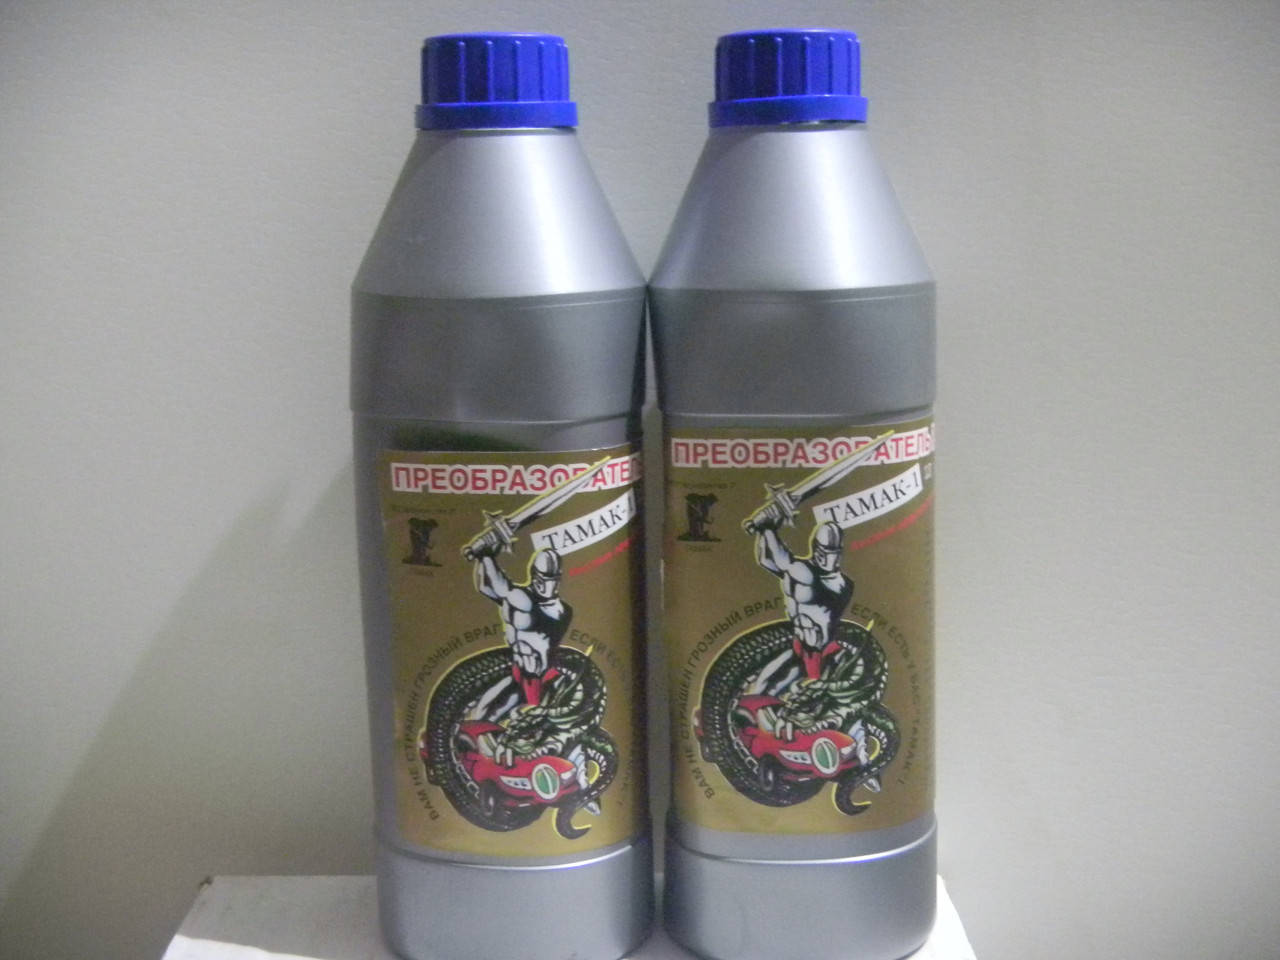 ПРЕОБРАЗОВАТЕЛЬ
ТАМАК-1
ВАМ НЕ СТРАШЕН ГРОЗНЫЙ ВРАГ
ЕСЛИ ЕСТЬ
ПРЕОБРАЗОВАТЕЛЬ
ТАМАК-1
ВАМ НЕ СТРАШЕН ГРОЗНЫЙ ВРАГ
ЕСЛИ ЕСТЬ У ВАС "ТАМАК-1